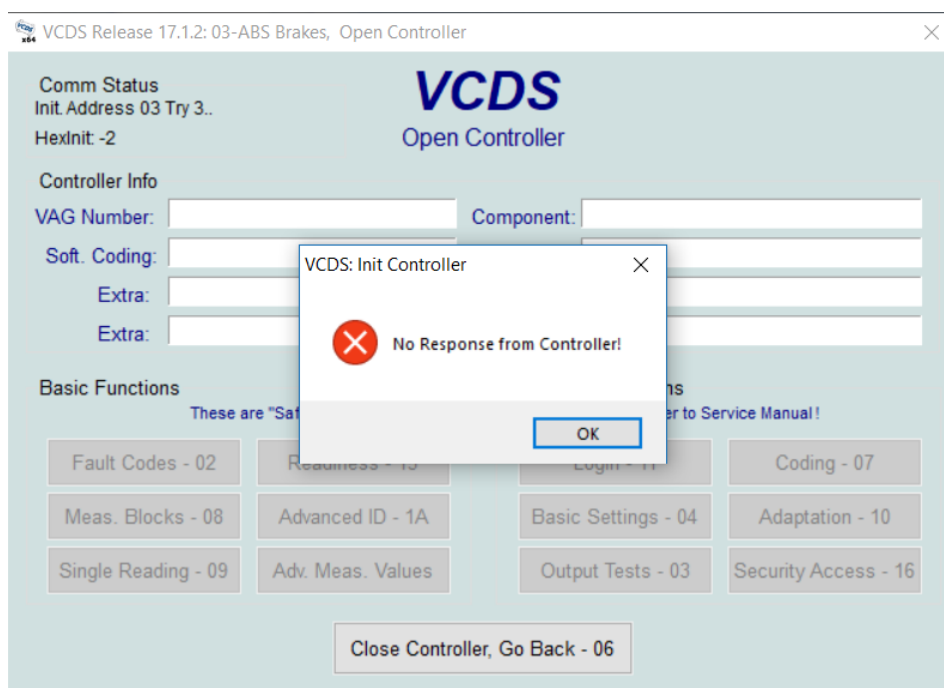 VCDS Release 17.1.2: 03-ABS Brakes, Open Controller
Comm Status
Init. Address 03 Try 3..
HexInit: -2
VCDS
Open Controller
Controller Info
VAG Number:
Component:
Soft. Coding:
Extra:
Extra:
VCDS: Init Controller
No Response from Controller!
OK
Basic Functions
These are
er to Service Manual!
Fault Codes - 02
Login - 11
Coding - 07
Meas. Blocks - 08
Advanced ID - 1A
Basic Settings - 04
Adaptation - 10
Single Reading - 09
Adv. Meas. Values
Output Tests - 03
Security Access - 16
Close Controller, Go Back - 06